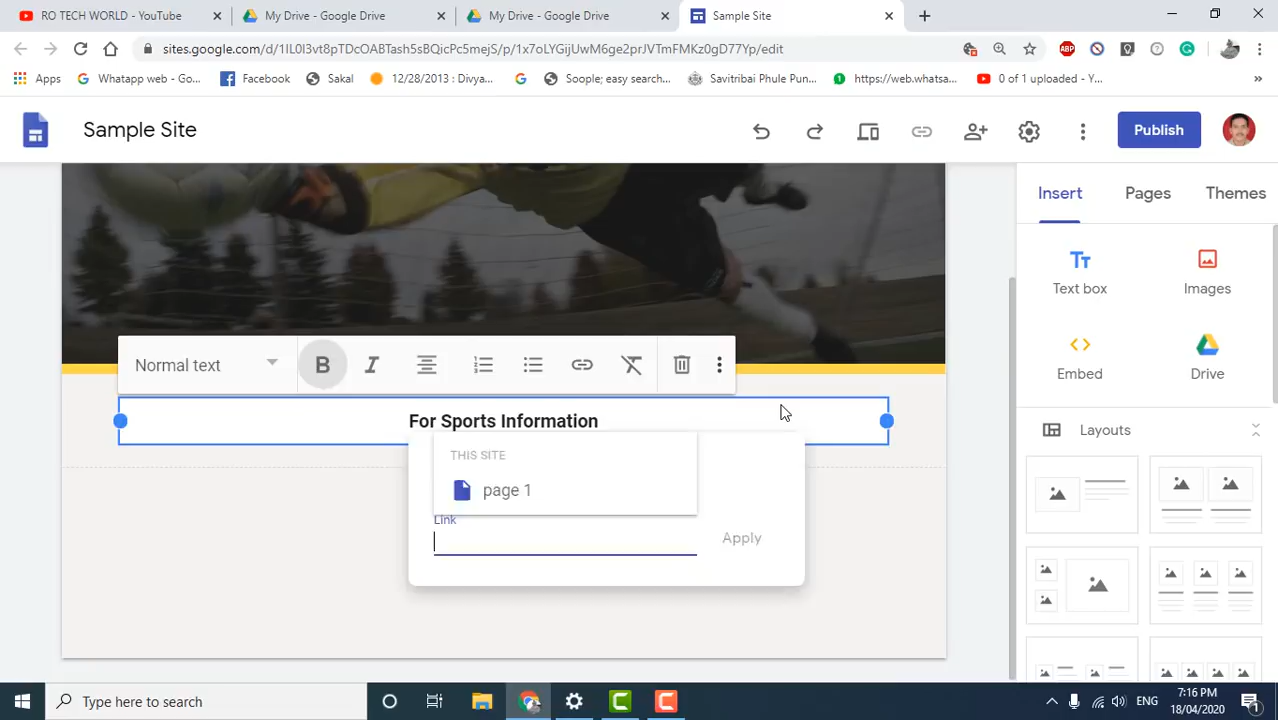 RO TECH WORLD - YouTube
My Drive - Google Drive
My Drive - Google Drive
Sample Site
sites.google.com/d/1IL0I3vt8pTDcOABTash5sBQicPc5mejS/p/1x7oLYGijUwM6ge2prJVTmFMKz0gD77Yp/edit
ABP
Apps
Whatapp web - Go...
Facebook
Sakal
12/28/2013 : Divya...
Soople; easy search...
Savitribai Phule Pun...
https://web.whatsa...
0 of 1 uploaded - Y...
»
Sample Site
Publish
Insert
Pages
Themes
Text box
Images
Embed
Drive
Normal text
B
I
For Sports Information
THIS SITE
page 1
Link
Apply
Layouts
Type here to search
ENG
7:16 PM
18/04/2020
1